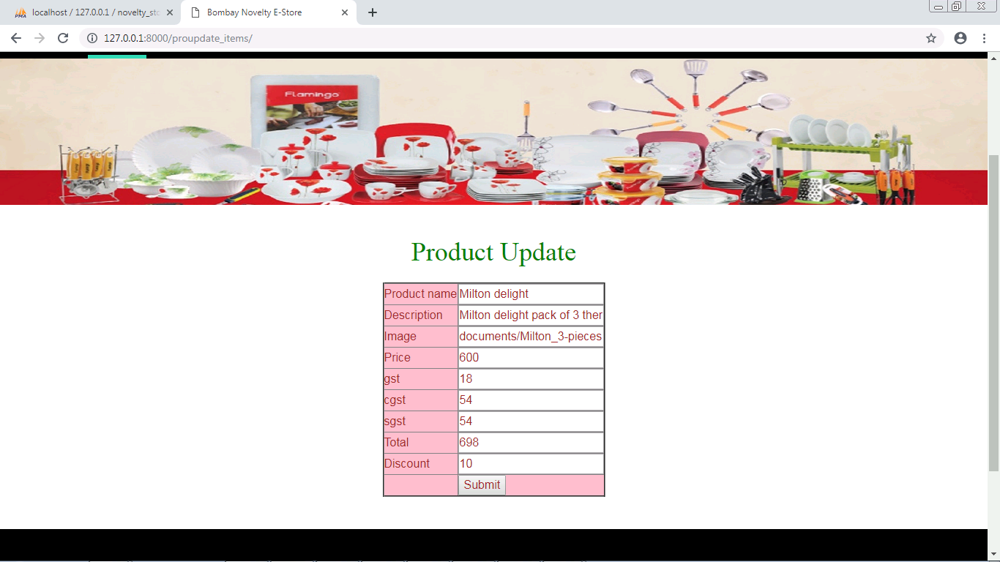 PMA
localhost / 127.0.0.1 / novelty_sto
Bombay Novelty E-Store
127.0.0.1:8000/proupdate_items/
Flamingo
Product Update
Product name Milton delight
Description Milton delight pack of 3 ther
Image documents/Milton_3-pieces
Price 600
gst 18
cgst 54
sgst 54
Total 698
Discount 10
Submit